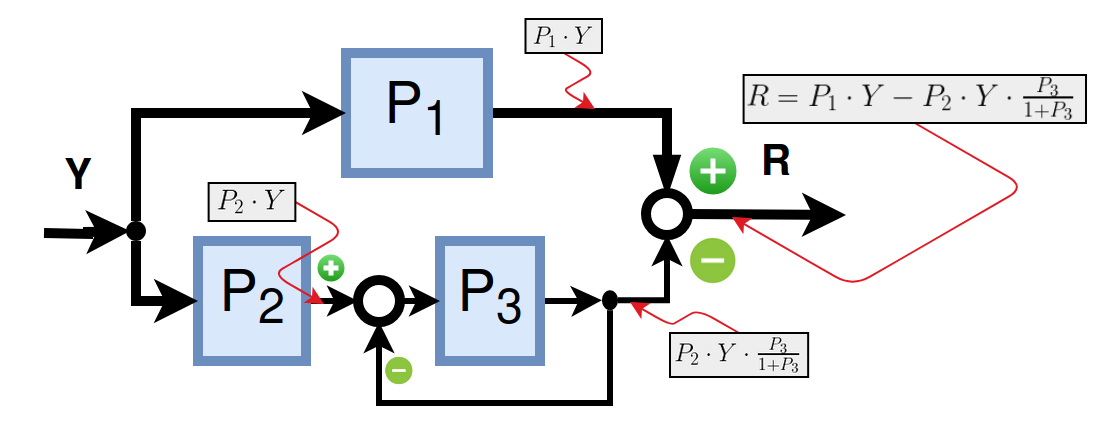 P₁ · Y
R = P₁ · Y − P₂ · Y · P₃/(1+P₃)
P₁
Y
R
P₂ · Y
P₂
P₃
P₂ · Y · P₃/(1+P₃)